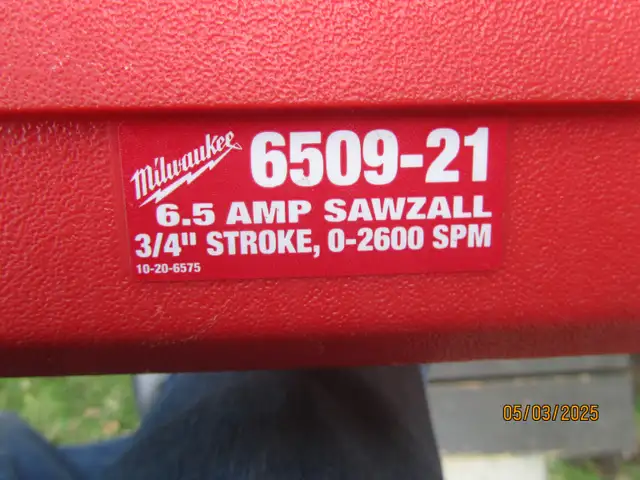 Milwaukee 6509-21
6.5 AMP SAWZALL
3/4" STROKE, 0-2600 SPM
10-20-6575
05/03/2025